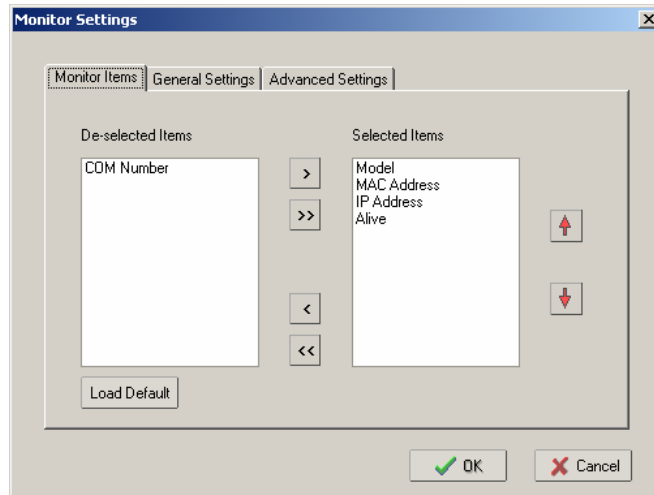 Monitor Settings
Monitor Items General Settings Advanced Settings
De-selected Items Selected Items
COM Number
Model
MAC Address
IP Address
Alive
>
>>
<
<<
Load Default
OK Cancel